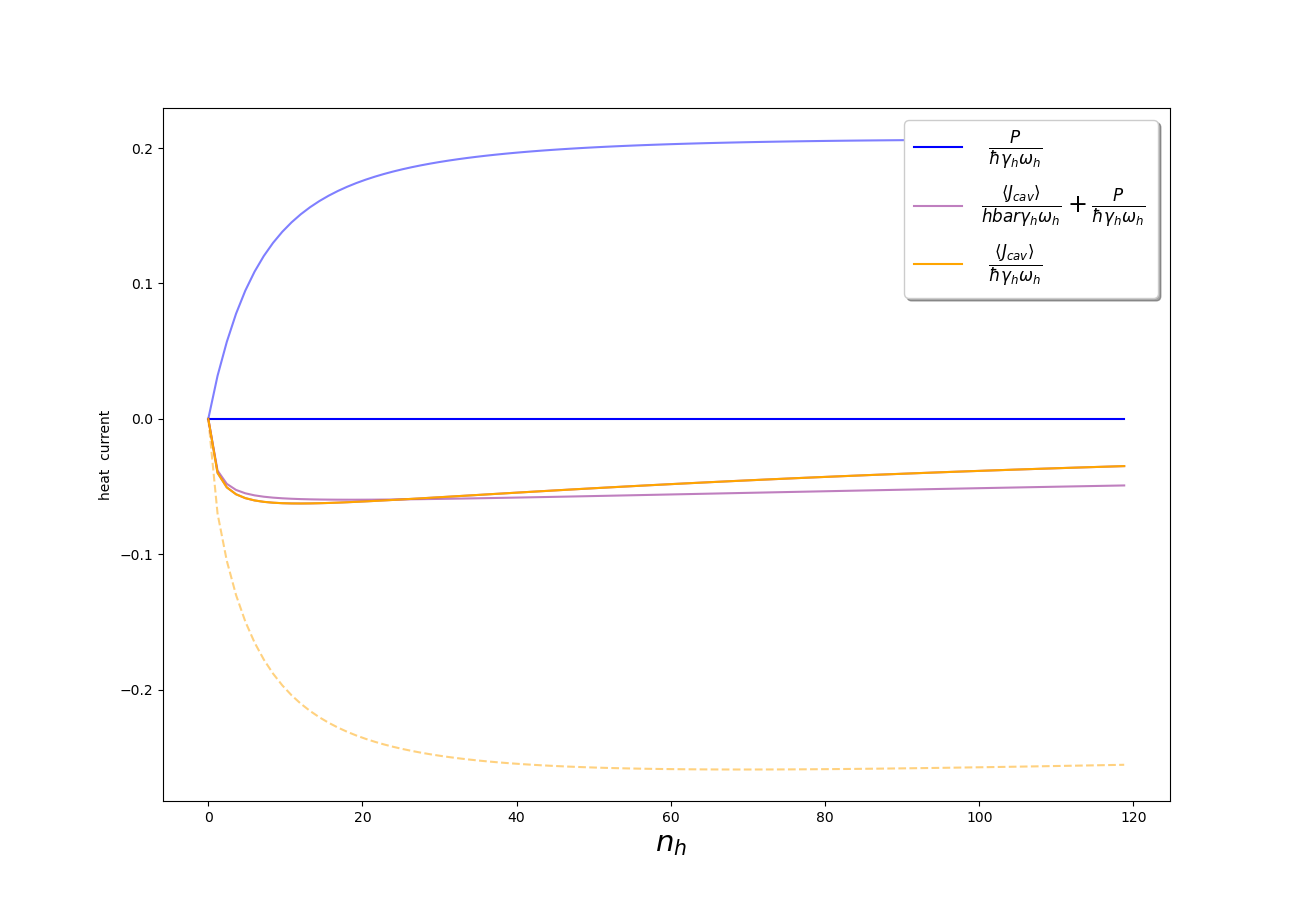 0.2
0.1
0.0
−0.1
−0.2
heat current
0
20
40
60
80
100
120
n_h
P/ħγ_hω_h
⟨J_cav⟩/hbarγ_hω_h + P/ħγ_hω_h
⟨J_cav⟩/ħγ_hω_h